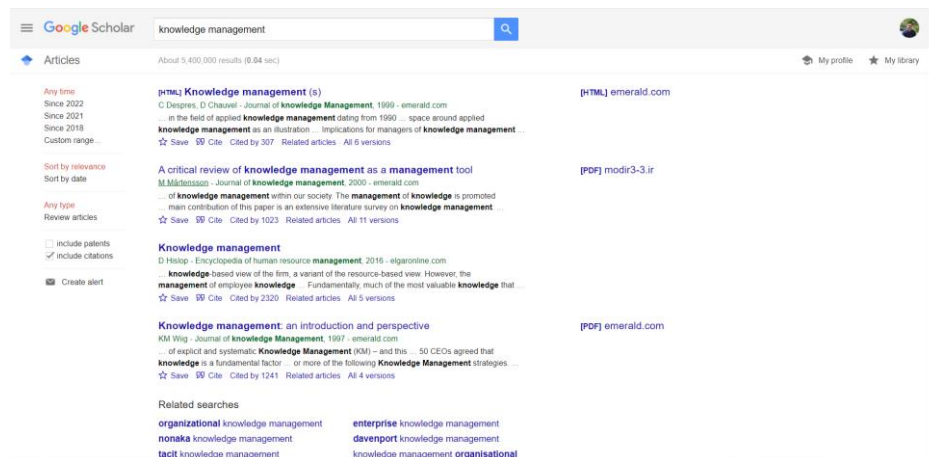 Google Scholar
knowledge management
Articles
About 5,400,000 results (0.04 sec)
My profile
My library
Any time
Since 2022
Since 2021
Since 2018
Custom range...
Sort by relevance
Sort by date
Any type
Review articles
include patents
include citations
Create alert
[HTML] Knowledge management (s)
[HTML] emerald.com
C Despres, D Chauvel - Journal of knowledge Management, 1999 - emerald.com
... in the field of applied knowledge management dating from 1990 ... space around applied
knowledge management as an illustration ... Implications for managers of knowledge management ...
Save Cite Cited by 307 Related articles All 6 versions
A critical review of knowledge management as a management tool
[PDF] modir3-3.ir
M Mårtensson - Journal of knowledge management, 2000 - emerald.com
... of knowledge management within our society. The management of knowledge is promoted
... main contribution of this paper is an extensive literature survey on knowledge management. ...
Save Cite Cited by 1023 Related articles All 11 versions
Knowledge management
D Hislop - Encyclopedia of human resource management, 2016 - elgaronline.com
... knowledge-based view of the firm, a variant of the resource-based view. However, the
management of employee knowledge ... Fundamentally, much of the most valuable knowledge that ...
Save Cite Cited by 2320 Related articles All 5 versions
Knowledge management: an introduction and perspective
[PDF] emerald.com
KM Wiig - Journal of knowledge Management, 1997 - emerald.com
... of explicit and systematic Knowledge Management (KM) – and this ... 50 CEOs agreed that
knowledge is a fundamental factor ... or more of the following Knowledge Management strategies. ...
Save Cite Cited by 1241 Related articles All 4 versions
Related searches
organizational knowledge management
enterprise knowledge management
nonaka knowledge management
davenport knowledge management
tacit knowledge management
knowledge management organisational